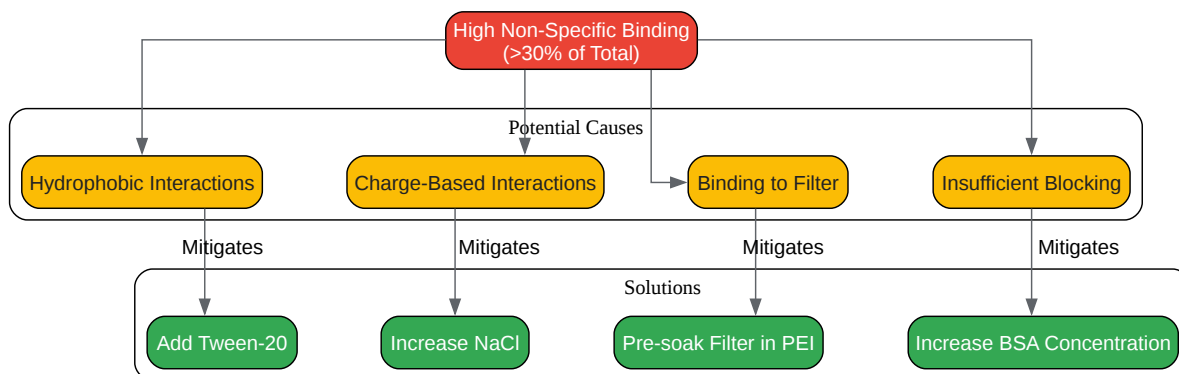 High Non-Specific Binding
(>30% of Total)
Potential Causes
Hydrophobic Interactions
Charge-Based Interactions
Binding to Filter
Insufficient Blocking
Mitigates
Mitigates
Mitigates
Mitigates
Solutions
Add Tween-20
Increase NaCl
Pre-soak Filter in PEI
Increase BSA Concentration